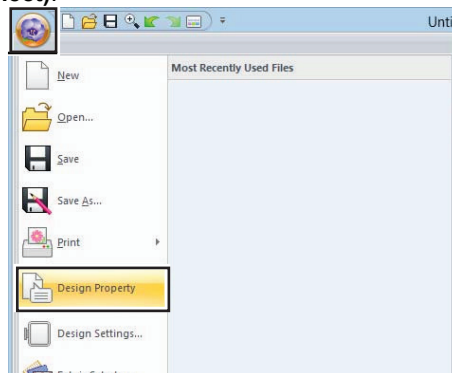 Unti
New
Most Recently Used Files
Open...
Save
Save As...
Print
Design Property
Design Settings...